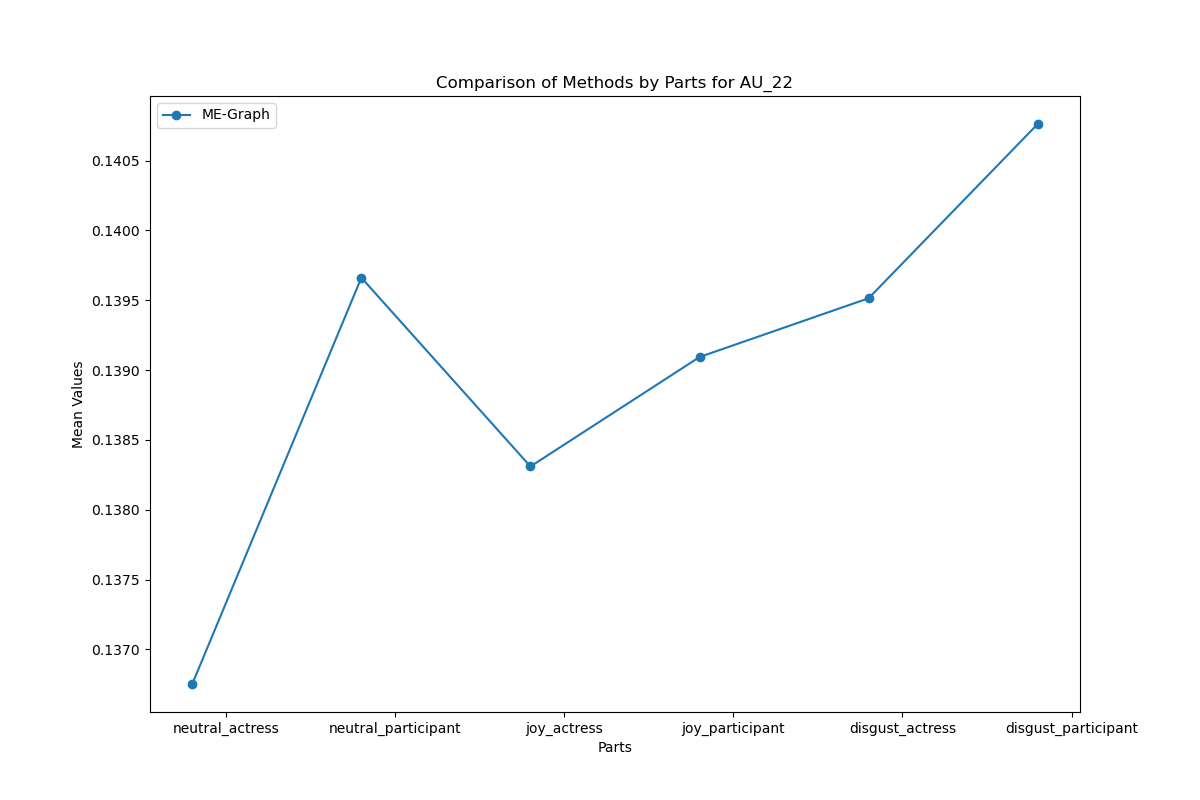 Comparison of Methods by Parts for AU_22
ME-Graph
0.1405
0.1400
0.1395
0.1390
0.1385
0.1380
0.1375
0.1370
Mean Values
neutral_actress neutral_participant joy_actress joy_participant disgust_actress disgust_participant
Parts